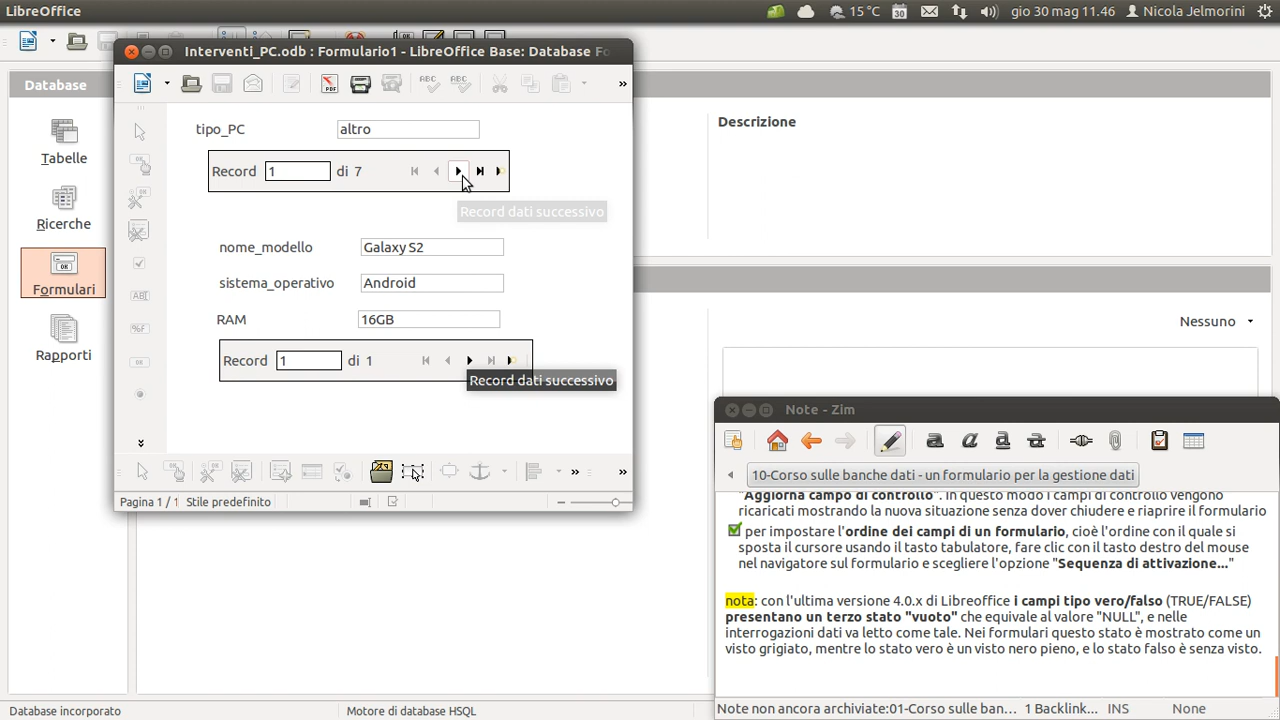 LibreOffice
15°C
gio 30 mag 11.46
Nicola Jelmorini
Interventi_PC.odb : Formulario1 - LibreOffice Base: Database Fo
Database
Tabelle
Ricerche
Formulari
Rapporti
Descrizione
Nessuno
tipo_PC
altro
Record 1 di 7
Record dati successivo
nome_modello
Galaxy S2
sistema_operativo
Android
RAM
16GB
Record 1 di 1
Record dati successivo
Pagina 1 / 1 Stile predefinito
Note - Zim
10-Corso sulle banche dati - un formulario per la gestione dati
"Aggiorna campo di controllo". In questo modo i campi di controllo vengono
ricaricati mostrando la nuova situazione senza dover chiudere e riaprire il formulario
per impostare l'ordine dei campi di un formulario, cioè l'ordine con il quale si
sposta il cursore usando il tasto tabulatore, fare clic con il tasto destro del mouse
nel navigatore sul formulario e scegliere l'opzione "Sequenza di attivazione..."
nota: con l'ultima versione 4.0.x di Libreoffice i campi tipo vero/falso (TRUE/FALSE)
presentano un terzo stato "vuoto" che equivale al valore "NULL", e nelle
interrogazioni dati va letto come tale. Nei formulari questo stato è mostrato come un
visto grigiato, mentre lo stato vero è un visto nero pieno, e lo stato falso è senza visto.
Note non ancora archiviate:01-Corso sulle ban... 1 Backlink... INS None
Database incorporato
Motore di database HSQL